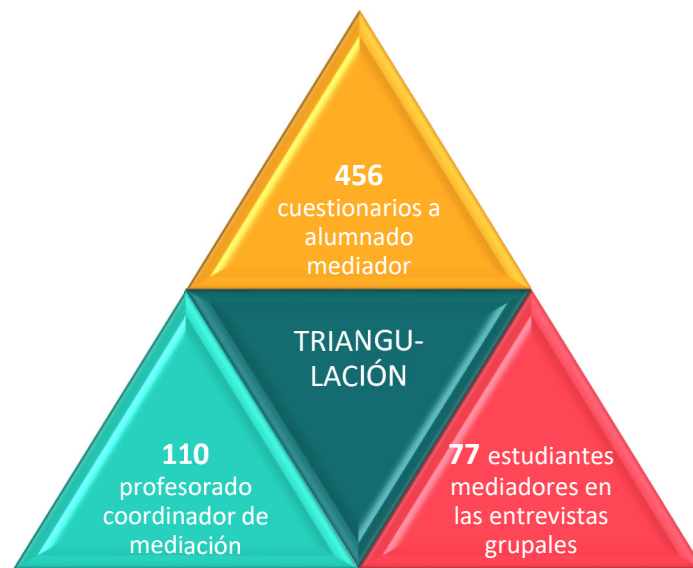 456
cuestionarios a
alumnado
mediador
TRIANGU-
LACIÓN
110
profesorado
coordinador de
mediación
77 estudiantes
mediadores en
las entrevistas
grupales